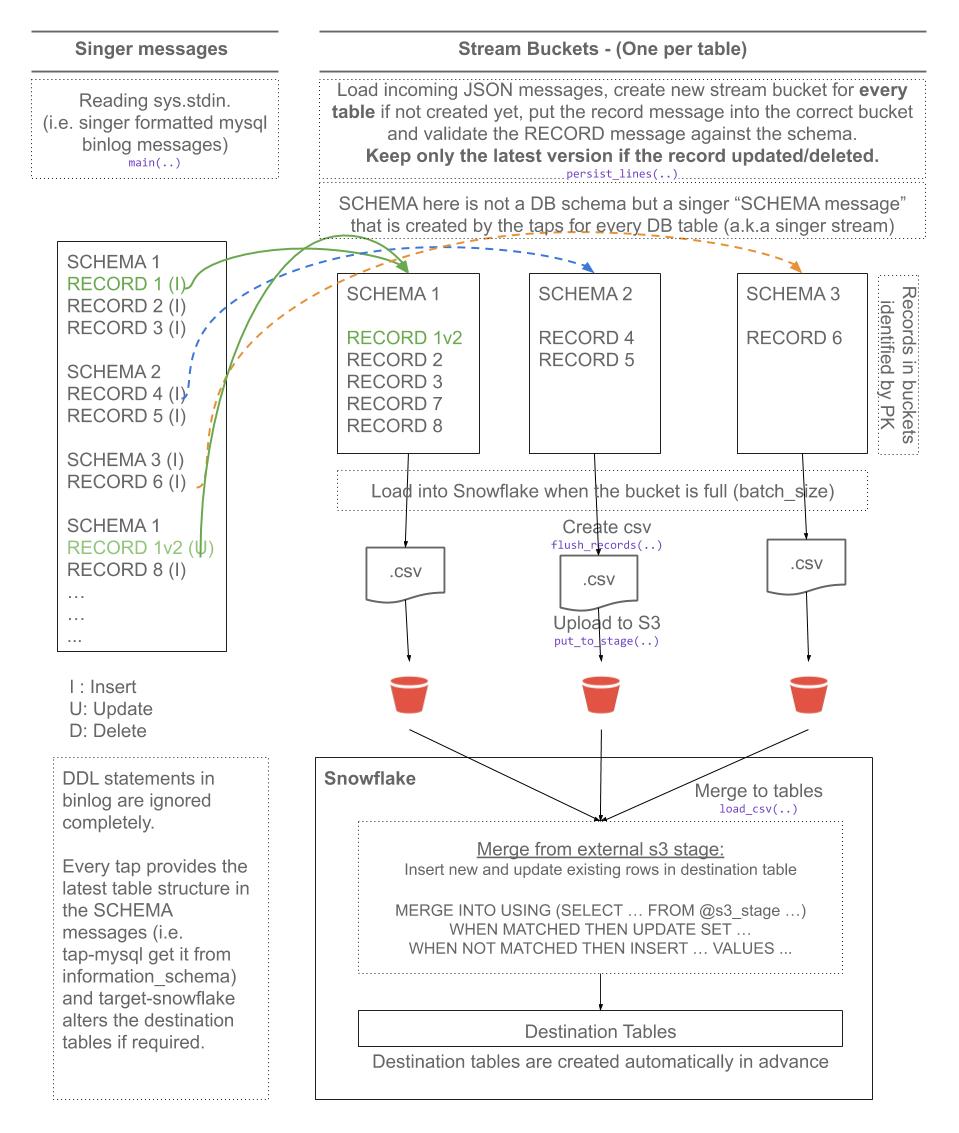 Singer messages
Stream Buckets - (One per table)
Reading sys.stdin.
(i.e. singer formatted mysql
binlog messages)
main(..)
Load incoming JSON messages, create new stream bucket for every
table if not created yet, put the record message into the correct bucket
and validate the RECORD message against the schema.
Keep only the latest version if the record updated/deleted.
persist_lines(..)
SCHEMA here is not a DB schema but a singer “SCHEMA message”
that is created by the taps for every DB table (a.k.a singer stream)
SCHEMA 1
RECORD 1 (I)
RECORD 2 (I)
RECORD 3 (I)
SCHEMA 2
RECORD 4 (I)
RECORD 5 (I)
SCHEMA 3 (I)
RECORD 6 (I)
SCHEMA 1
RECORD 1v2 (U)
RECORD 8 (I)
…
…
...
I : Insert
U: Update
D: Delete
SCHEMA 1
RECORD 1v2
RECORD 2
RECORD 3
RECORD 7
RECORD 8
SCHEMA 2
RECORD 4
RECORD 5
SCHEMA 3
RECORD 6
Records in buckets
identified by PK
Load into Snowflake when the bucket is full (batch_size)
Create csv
flush_records(..)
.csv
.csv
.csv
Upload to S3
put_to_stage(..)
DDL statements in
binlog are ignored
completely.
Every tap provides the
latest table structure in
the SCHEMA
messages (i.e.
tap-mysql get it from
information_schema)
and target-snowflake
alters the destination
tables if required.
Snowflake
Merge to tables
load_csv(..)
Merge from external s3 stage:
Insert new and update existing rows in destination table
MERGE INTO USING (SELECT … FROM @s3_stage …)
WHEN MATCHED THEN UPDATE SET …
WHEN NOT MATCHED THEN INSERT … VALUES ...
Destination Tables
Destination tables are created automatically in advance